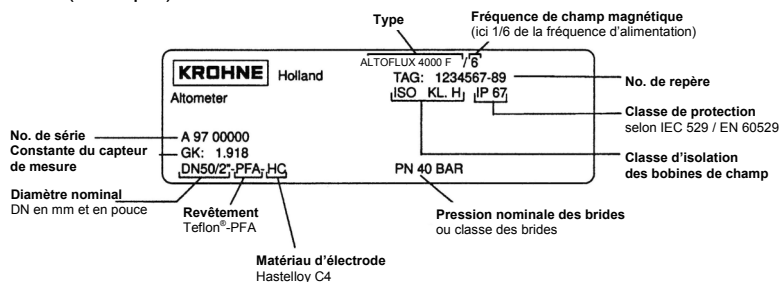 Type
Fréquence de champ magnétique
(ici 1/6 de la fréquence d'alimentation)
KROHNE Holland
ALTOFLUX 4000 F / 6
TAG: 1234567-89
ISO KL. H IP 67
Altometer
No. de repère
Classe de protection
selon IEC 529 / EN 60529
No. de série
A 97 00000
Constante du capteur
de mesure
GK: 1.918
DN50/2"-PFA-HC
PN 40 BAR
Classe d'isolation
des bobines de champ
Diamètre nominal
DN en mm et en pouce
Revêtement
Teflon®-PFA
Pression nominale des brides
ou classe des brides
Matériau d'électrode
Hastelloy C4